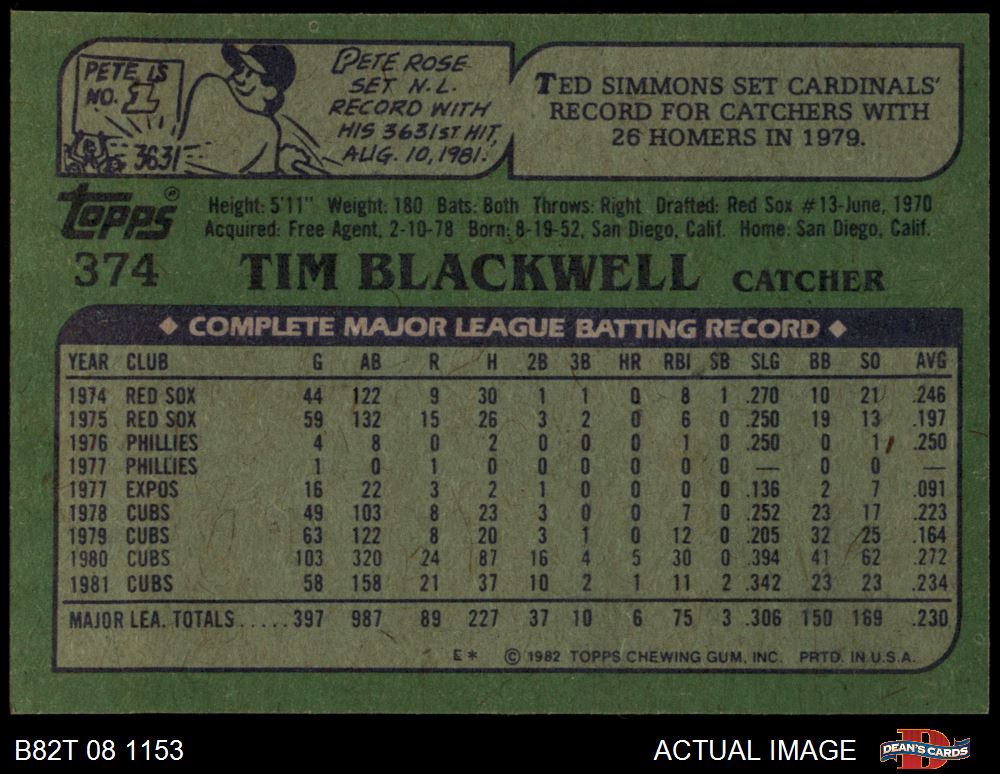 PETE IS
NO. 1
3631
PETE ROSE
SET N.L.
RECORD WITH
HIS 3631ST HIT,
AUG. 10, 1981.
TED SIMMONS SET CARDINALS'
RECORD FOR CATCHERS WITH
26 HOMERS IN 1979.
topps®
Height: 5'11" Weight: 180 Bats: Both Throws: Right Drafted: Red Sox #13-June, 1970
Acquired: Free Agent, 2-10-78 Born: 8-19-52, San Diego, Calif. Home: San Diego, Calif.
374 TIM BLACKWELL CATCHER
◆ COMPLETE MAJOR LEAGUE BATTING RECORD ◆
YEAR CLUB G AB R H 2B 3B HR RBI SB SLG BB SO AVG
1974 RED SOX 44 122 9 30 1 1 0 8 1 .270 10 21 .246
1975 RED SOX 59 132 15 26 3 2 0 6 0 .250 19 13 .197
1976 PHILLIES 4 8 0 2 0 0 0 1 0 .250 0 1 .250
1977 PHILLIES 1 0 1 0 0 0 0 0 0 — 0 0 —
1977 EXPOS 16 22 3 2 1 0 0 0 0 .136 2 7 .091
1978 CUBS 49 103 8 23 3 0 0 7 0 .252 23 17 .223
1979 CUBS 63 122 8 20 3 1 0 12 0 .205 32 25 .164
1980 CUBS 103 320 24 87 16 4 5 30 0 .394 41 62 .272
1981 CUBS 58 158 21 37 10 2 1 11 2 .342 23 23 .234
MAJOR LEA. TOTALS.....397 987 89 227 37 10 6 75 3 .306 150 169 .230
E* © 1982 TOPPS CHEWING GUM, INC. PRTD. IN U.S.A.
B82T 08 1153 ACTUAL IMAGE DEAN'S CARDS